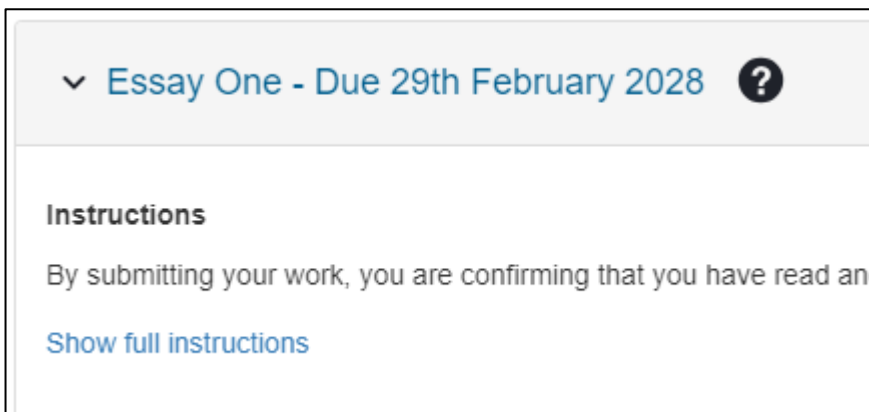 Essay One - Due 29th February 2028 ?
Instructions
By submitting your work, you are confirming that you have read an
Show full instructions